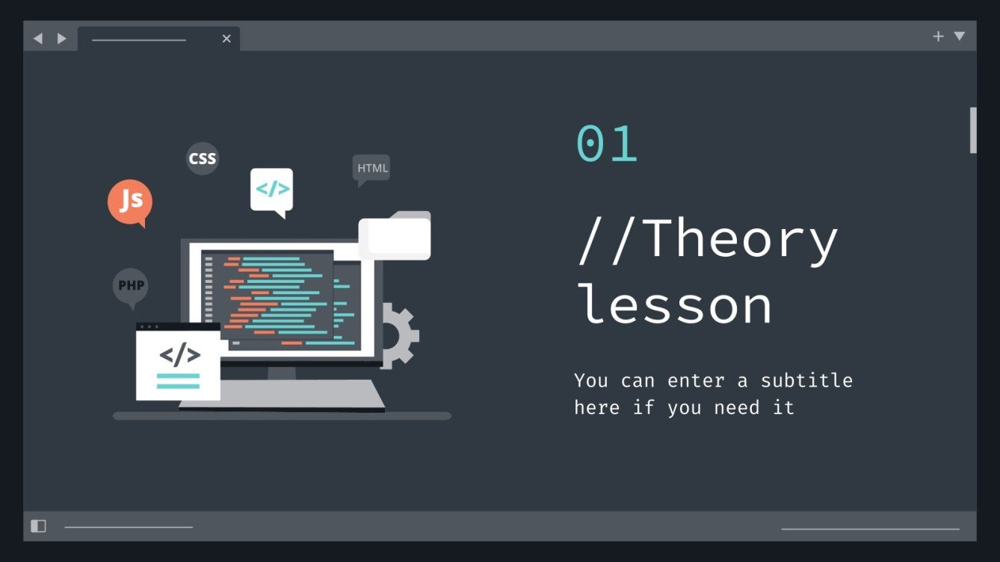 01
//Theory
lesson
You can enter a subtitle
here if you need it
CSS
HTML
</>
Js
PHP
</>